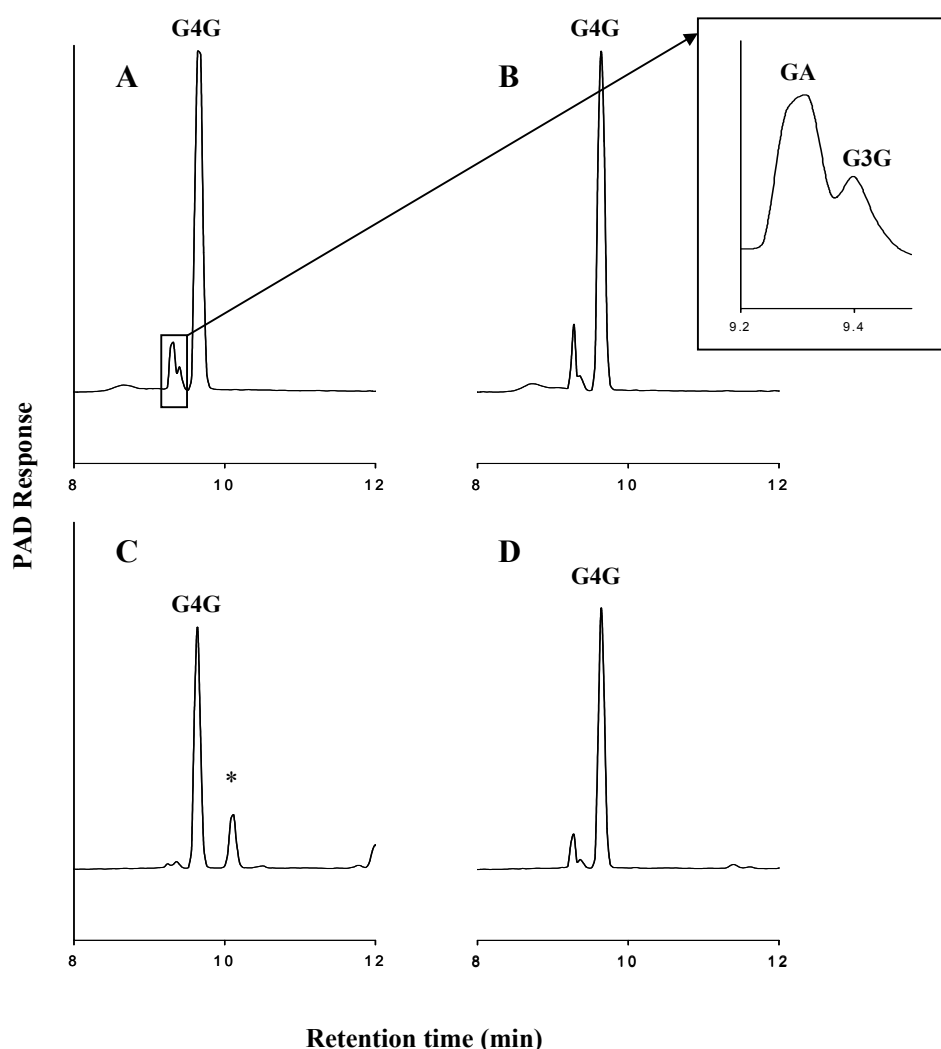 G4G
A
G4G
B
GA
G3G
9.2 9.4
8 10 12
8 10 12
PAD Response
C
G4G
*
D
G4G
8 10 12
8 10 12
Retention time (min)